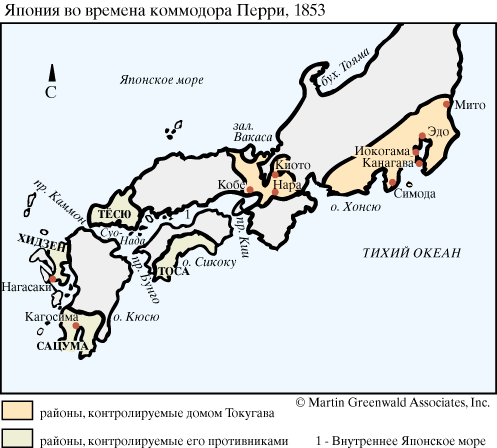 Япония во времена коммодора Перри, 1853
бух. Тояма
Японское море
С
Мито
зал.
Вакаса
Эдо
Иокогама
Канагава
Киото
Кобе
Нара
Симода
пр. Каммон
о. Хонсю
ТЁСЮ
1
Суо-
Нада
пр. Кии
ХИДЗЕН
ТИХИЙ ОКЕАН
пр. Бунго
о. Сикоку
ТОСА
Нагасаки
Кагосима
о. Кюсю
САЦУМА
© Martin Greenwald Associates, Inc.
районы, контролируемые домом Токугава
районы, контролируемые его противниками
1 - Внутреннее Японское море